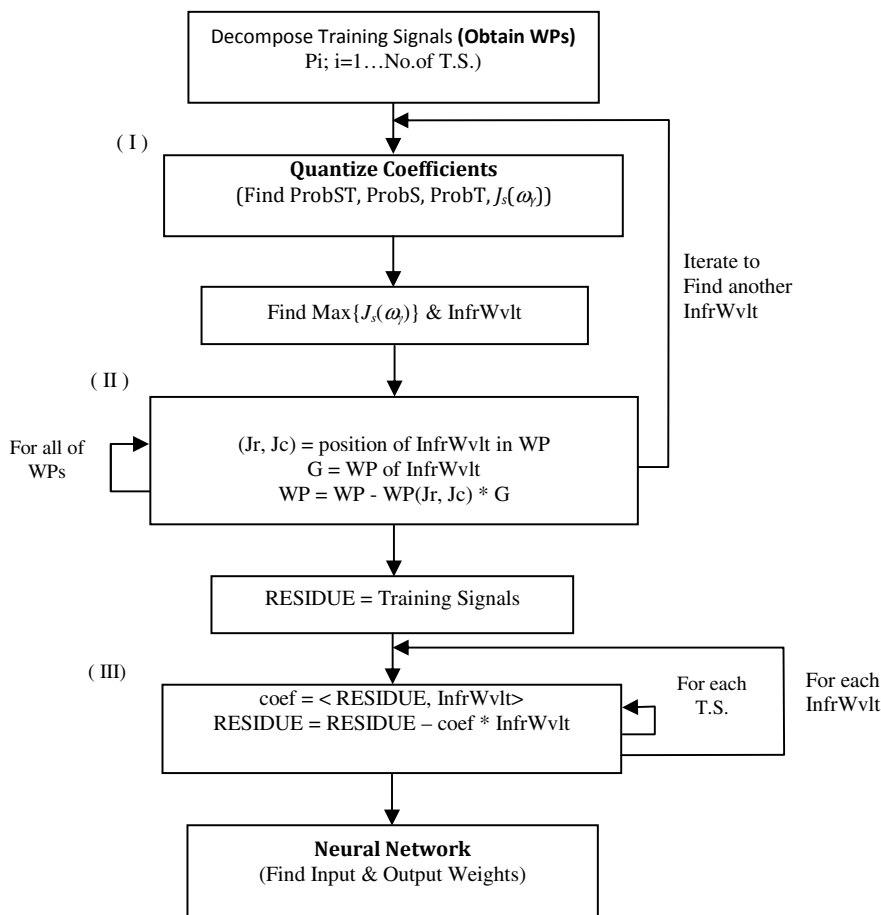 Decompose Training Signals (Obtain WPs)
Pi; i=1…No.of T.S.)
( I )
Quantize Coefficients
(Find ProbST, ProbS, ProbT, Js(ωγ))
Iterate to
Find another
InfrWvlt
Find Max{Js(ωγ)} & InfrWvlt
( II )
For all of
WPs
(Jr, Jc) = position of InfrWvlt in WP
G = WP of InfrWvlt
WP = WP - WP(Jr, Jc) * G
RESIDUE = Training Signals
( III)
coef = < RESIDUE, InfrWvlt>
RESIDUE = RESIDUE – coef * InfrWvlt
For each
T.S.
For each
InfrWvlt
Neural Network
(Find Input & Output Weights)